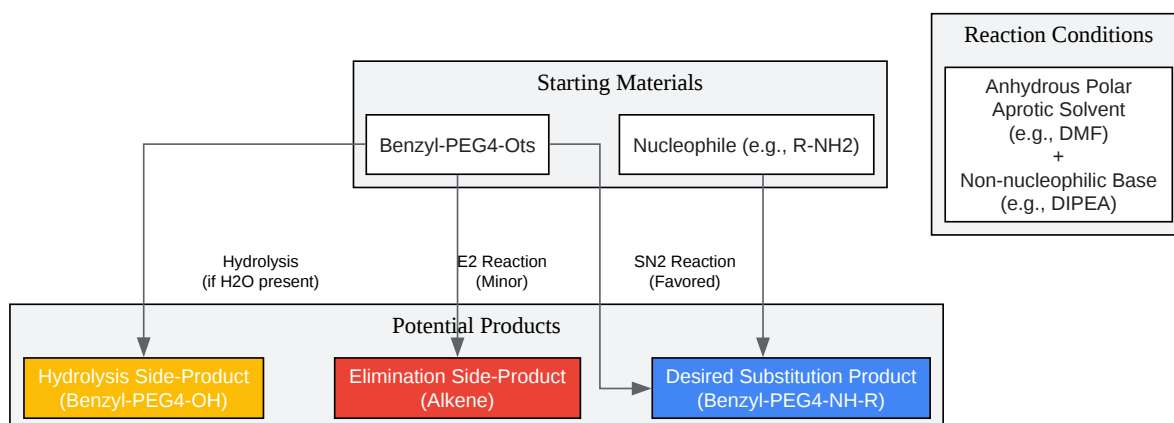 Reaction Conditions
Anhydrous Polar
Aprotic Solvent
(e.g., DMF)
+
Non-nucleophilic Base
(e.g., DIPEA)
Starting Materials
Benzyl-PEG4-Ots
Nucleophile (e.g., R-NH2)
Hydrolysis
(if H2O present)
E2 Reaction
(Minor)
SN2 Reaction
(Favored)
Potential Products
Hydrolysis Side-Product
(Benzyl-PEG4-OH)
Elimination Side-Product
(Alkene)
Desired Substitution Product
(Benzyl-PEG4-NH-R)